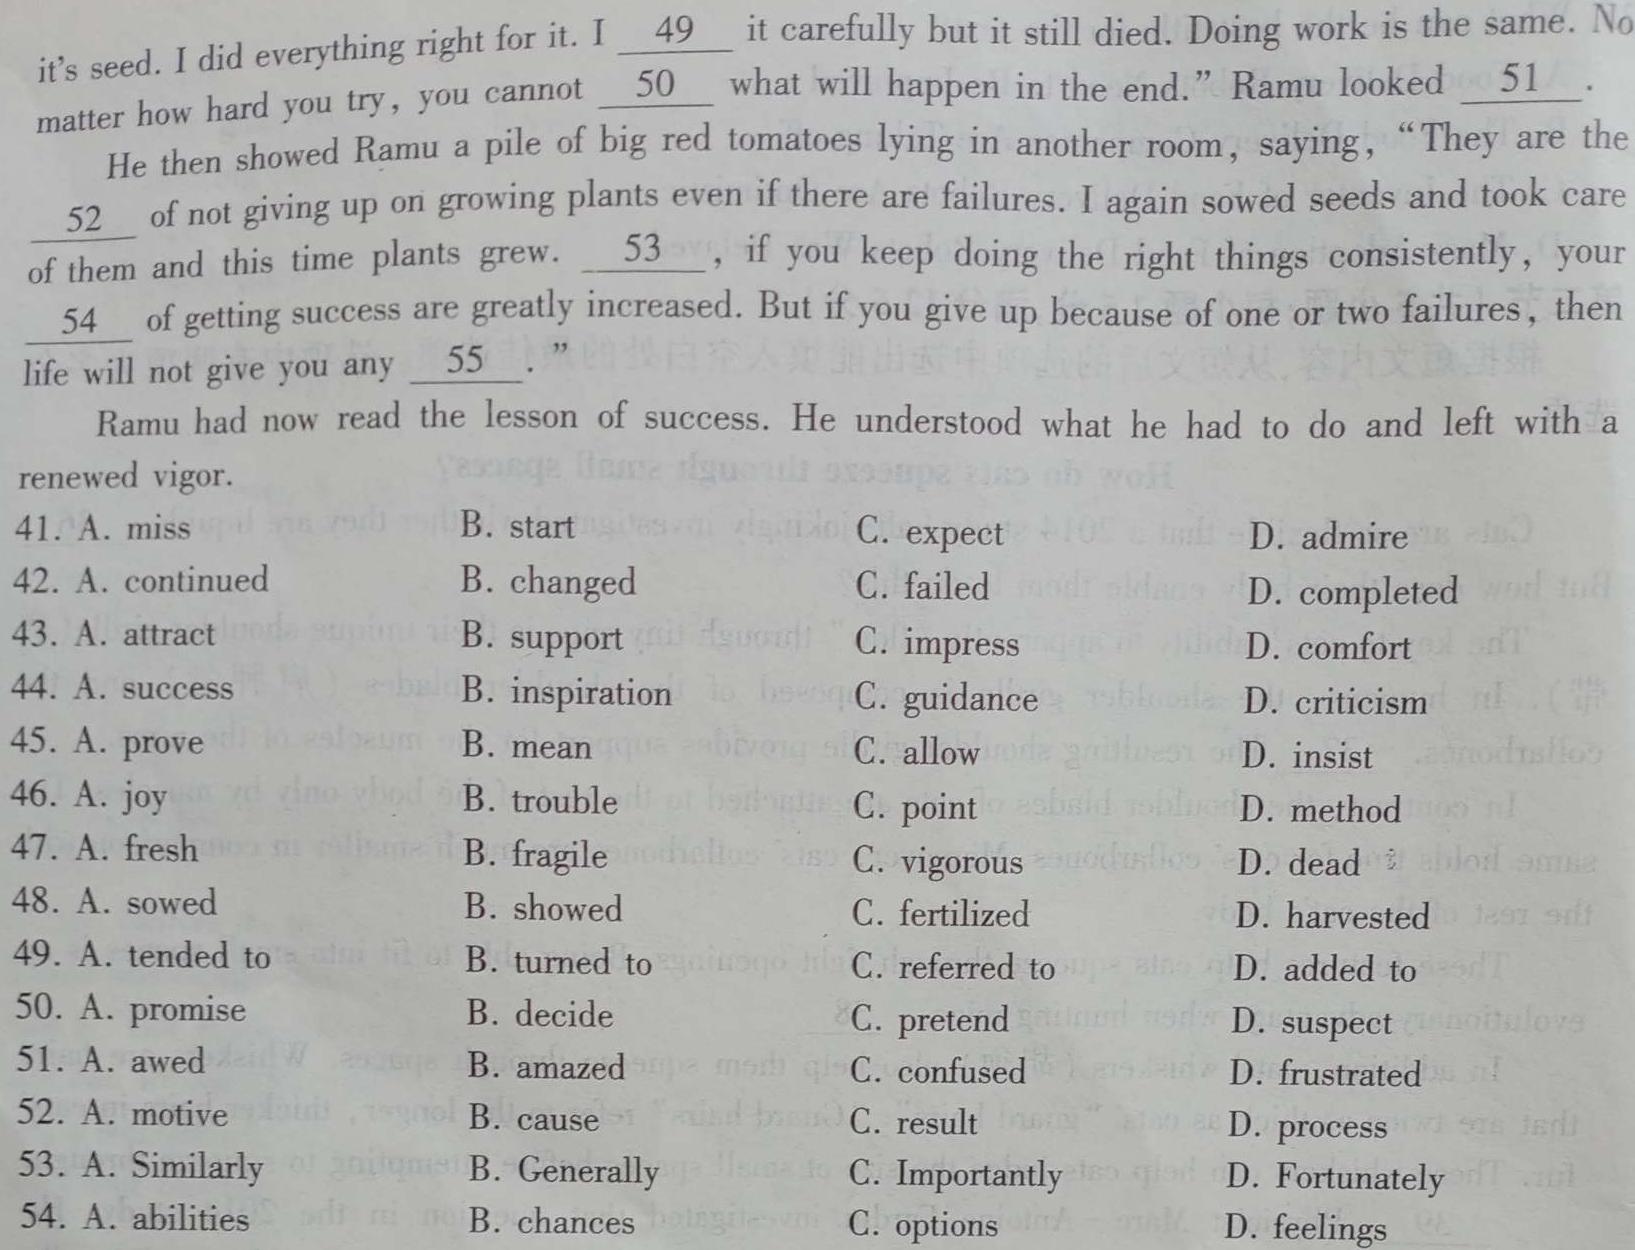 it's seed. I did everything right for it. I 49 it carefully but it still died. Doing work is the same. No
matter how hard you try, you cannot 50 what will happen in the end." Ramu looked 51 .
He then showed Ramu a pile of big red tomatoes lying in another room, saying, "They are the
52 of not giving up on growing plants even if there are failures. I again sowed seeds and took care
of them and this time plants grew. 53 , if you keep doing the right things consistently, your
54 of getting success are greatly increased. But if you give up because of one or two failures, then
life will not give you any 55 ."
Ramu had now read the lesson of success. He understood what he had to do and left with a
renewed vigor.
41. A. miss B. start C. expect D. admire
42. A. continued B. changed C. failed D. completed
43. A. attract B. support C. impress D. comfort
44. A. success B. inspiration C. guidance D. criticism
45. A. prove B. mean C. allow D. insist
46. A. joy B. trouble C. point D. method
47. A. fresh B. fragile C. vigorous D. dead
48. A. sowed B. showed C. fertilized D. harvested
49. A. tended to B. turned to C. referred to D. added to
50. A. promise B. decide C. pretend D. suspect
51. A. awed B. amazed C. confused D. frustrated
52. A. motive B. cause C. result D. process
53. A. Similarly B. Generally C. Importantly D. Fortunately
54. A. abilities B. chances C. options D. feelings